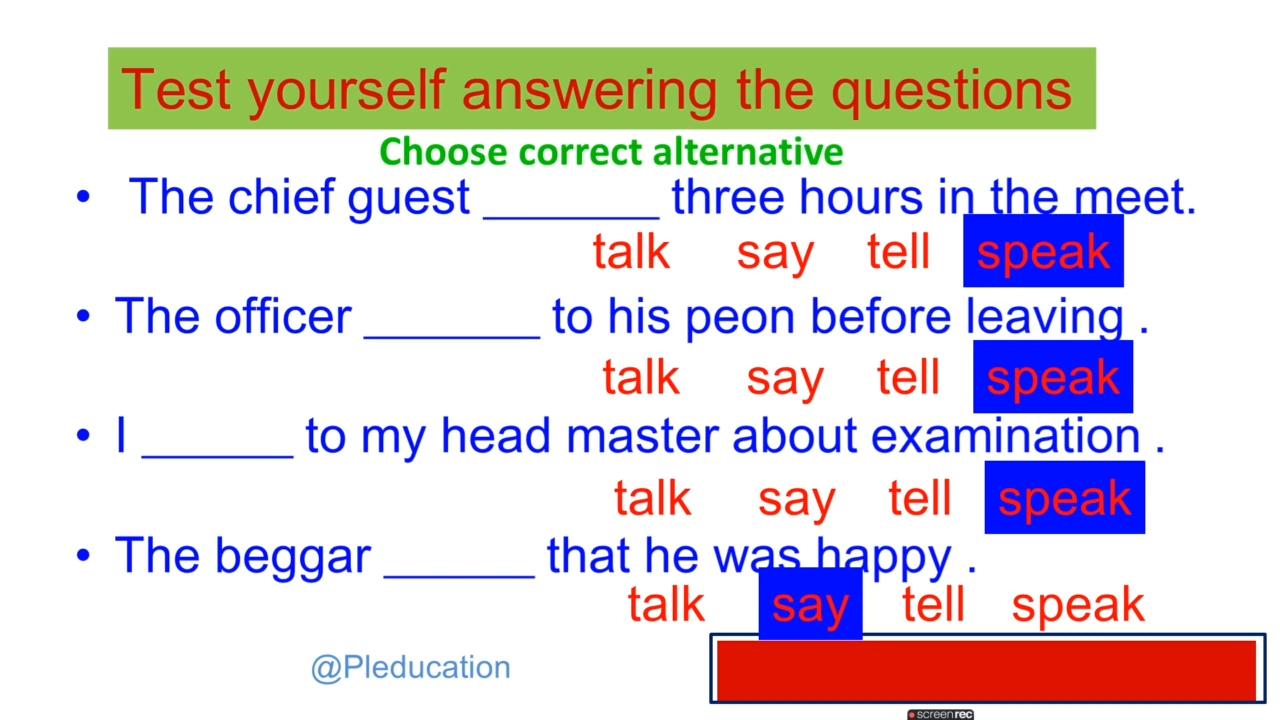 Test yourself answering the questions
Choose correct alternative
• The chief guest _______ three hours in the meet.
talk say tell speak
• The officer _______ to his peon before leaving .
talk say tell speak
• I ______ to my head master about examination .
talk say tell speak
• The beggar ______ that he was happy .
talk say tell speak
@Pleducation
screenrec